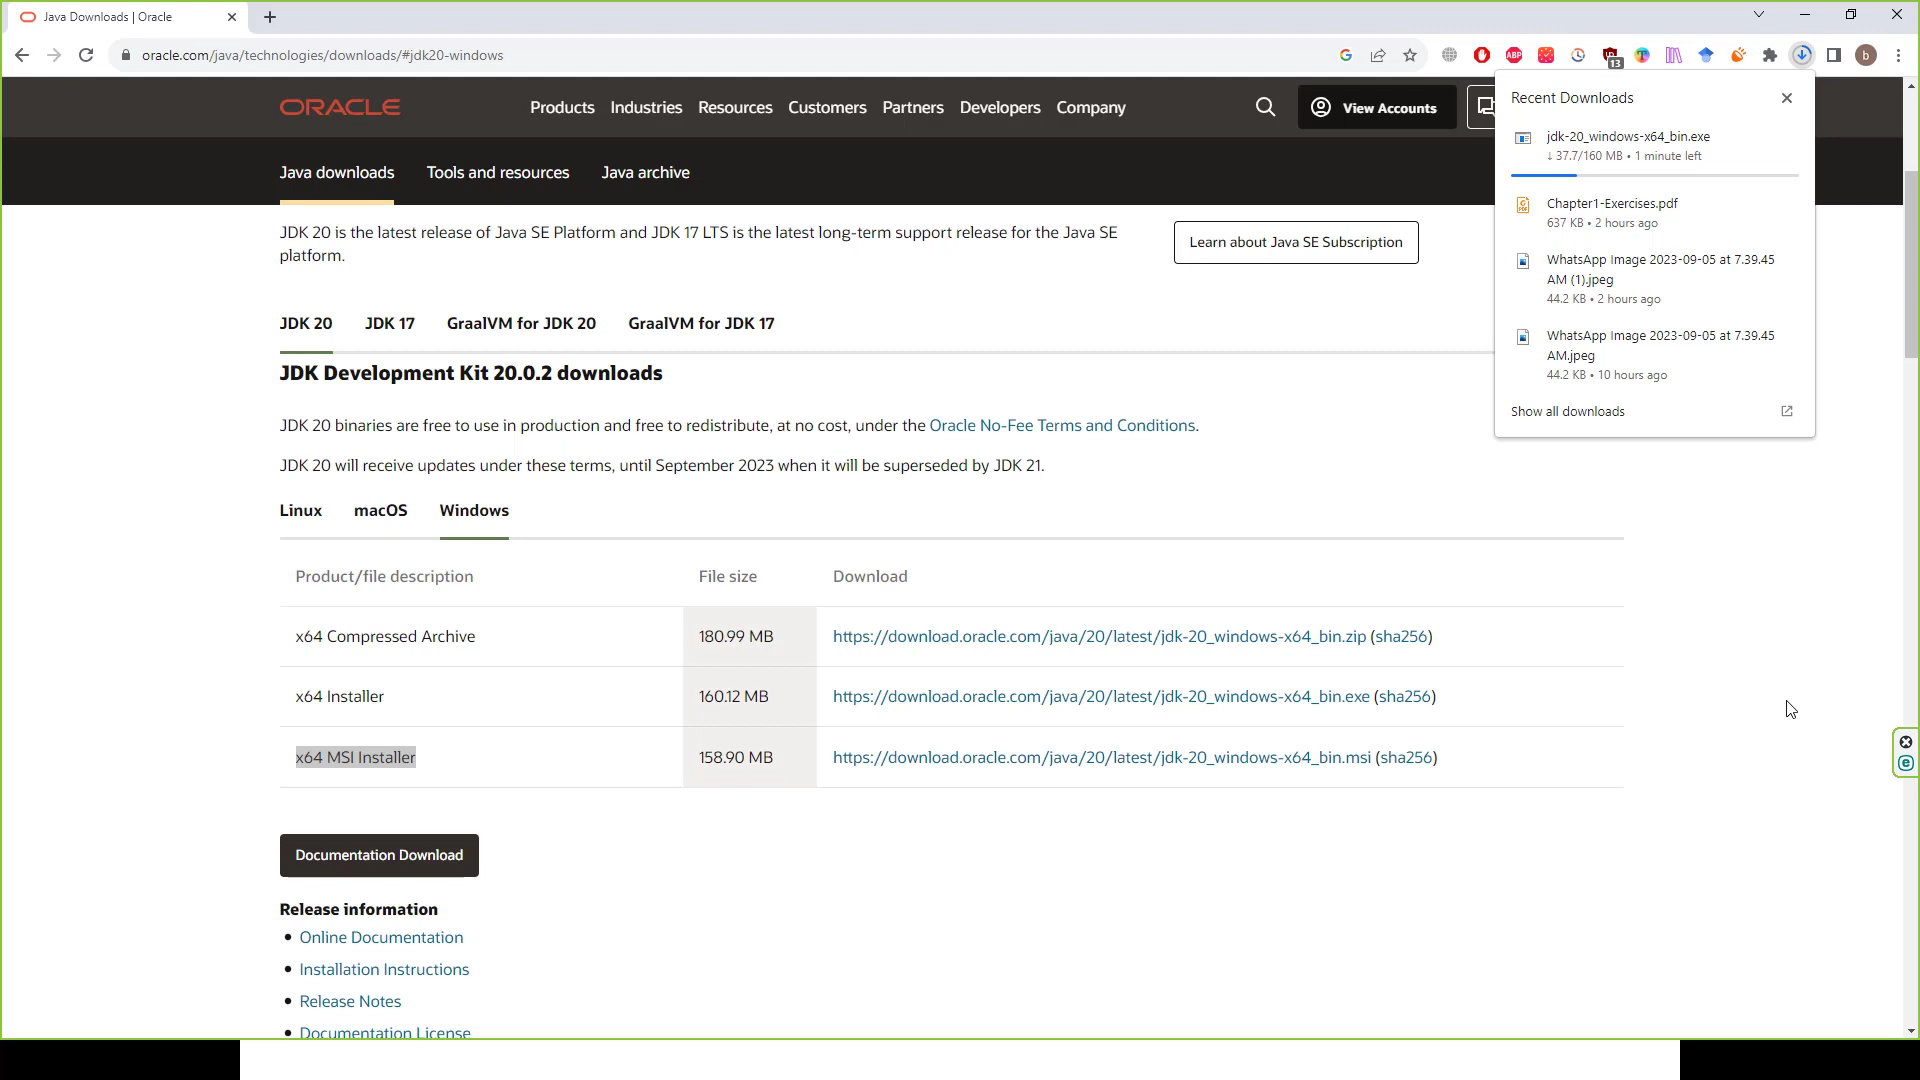 Java Downloads | Oracle
oracle.com/java/technologies/downloads/#jdk20-windows
ABP
13
b
ORACLE
Products Industries Resources Customers Partners Developers Company
View Accounts
Java downloads Tools and resources Java archive
JDK 20 is the latest release of Java SE Platform and JDK 17 LTS is the latest long-term support release for the Java SE
platform.
Learn about Java SE Subscription
JDK 20 JDK 17 GraalVM for JDK 20 GraalVM for JDK 17
JDK Development Kit 20.0.2 downloads
JDK 20 binaries are free to use in production and free to redistribute, at no cost, under the Oracle No-Fee Terms and Conditions.
JDK 20 will receive updates under these terms, until September 2023 when it will be superseded by JDK 21.
Linux macOS Windows
Product/file description File size Download
x64 Compressed Archive 180.99 MB https://download.oracle.com/java/20/latest/jdk-20_windows-x64_bin.zip (sha256)
x64 Installer 160.12 MB https://download.oracle.com/java/20/latest/jdk-20_windows-x64_bin.exe (sha256)
x64 MSI Installer 158.90 MB https://download.oracle.com/java/20/latest/jdk-20_windows-x64_bin.msi (sha256)
Documentation Download
Release information
• Online Documentation
• Installation Instructions
• Release Notes
• Documentation License
Recent Downloads
jdk-20_windows-x64_bin.exe
↓ 37.7/160 MB • 1 minute left
Chapter1-Exercises.pdf
637 KB • 2 hours ago
WhatsApp Image 2023-09-05 at 7.39.45
AM (1).jpeg
44.2 KB • 2 hours ago
WhatsApp Image 2023-09-05 at 7.39.45
AM.jpeg
44.2 KB • 10 hours ago
Show all downloads